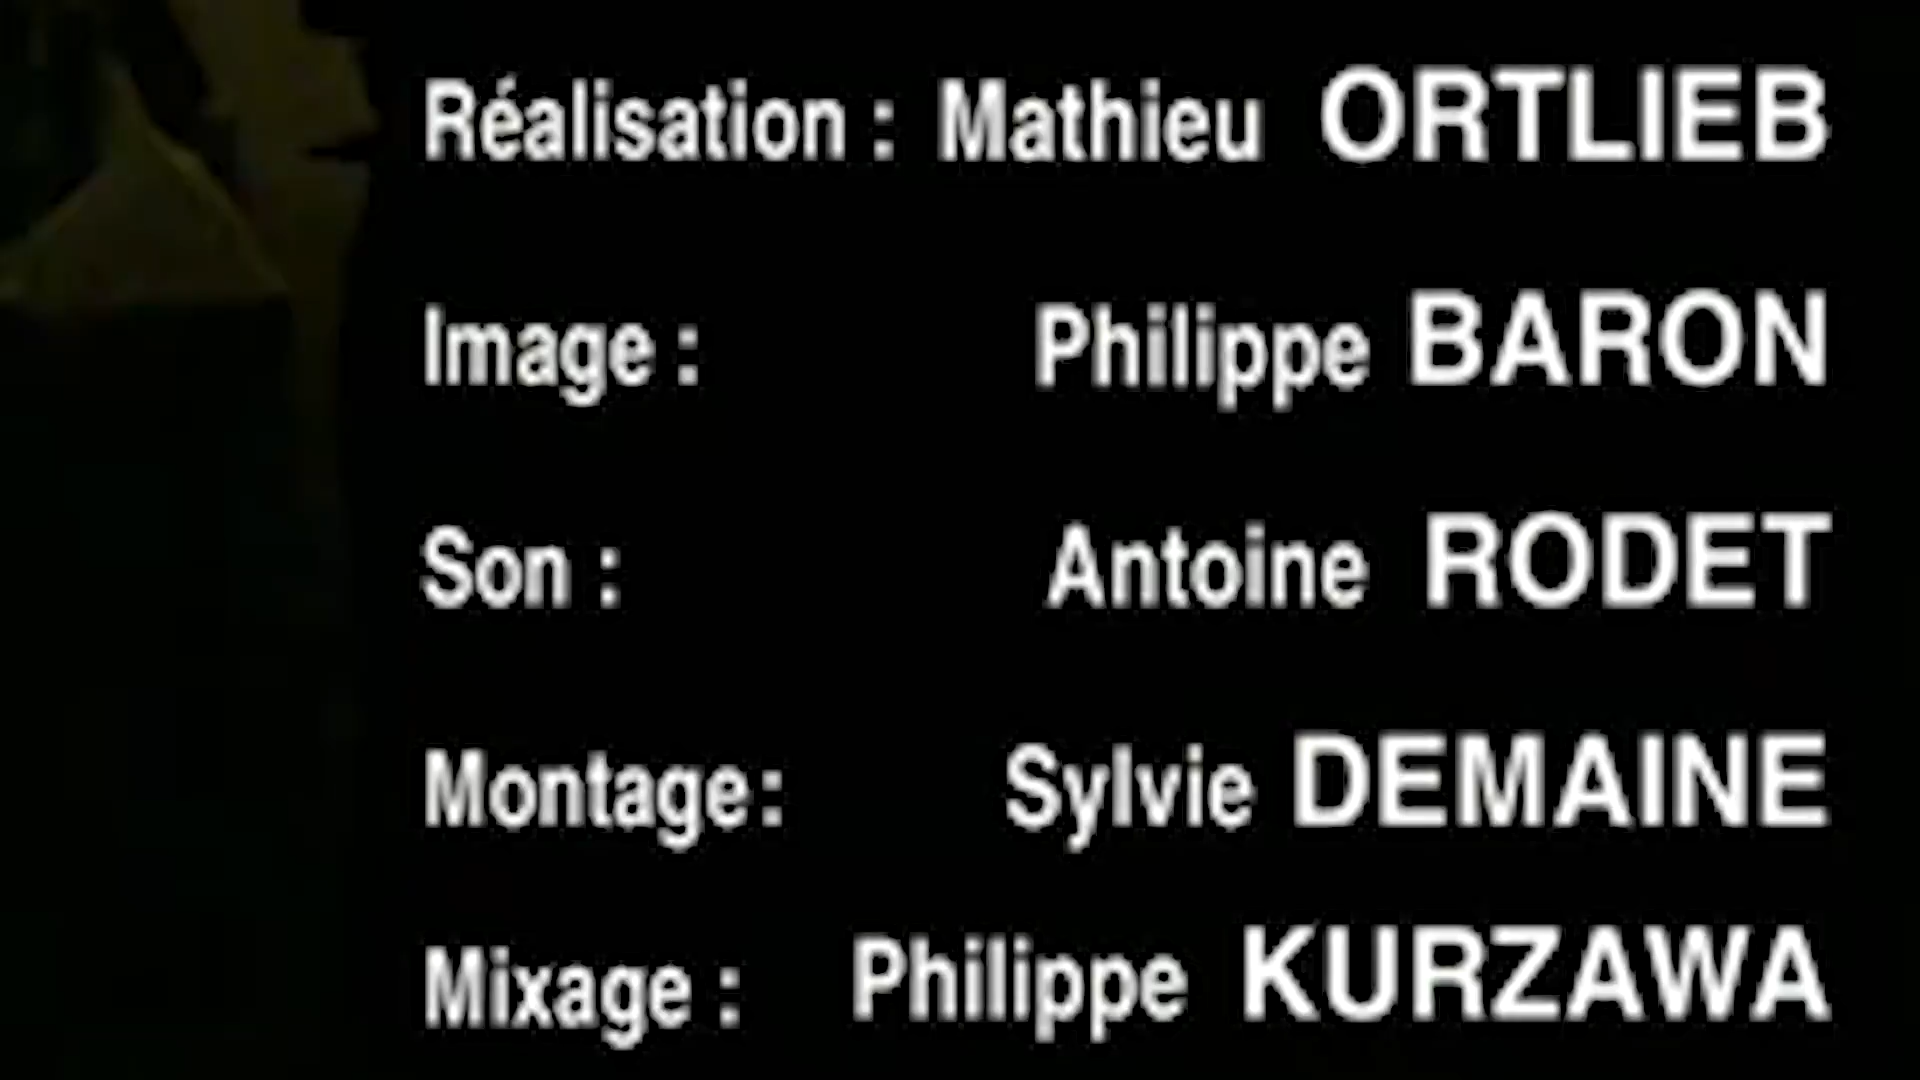 Réalisation : Mathieu ORTLIEB
Image : Philippe BARON
Son : Antoine RODET
Montage: Sylvie DEMAINE
Mixage : Philippe KURZAWA